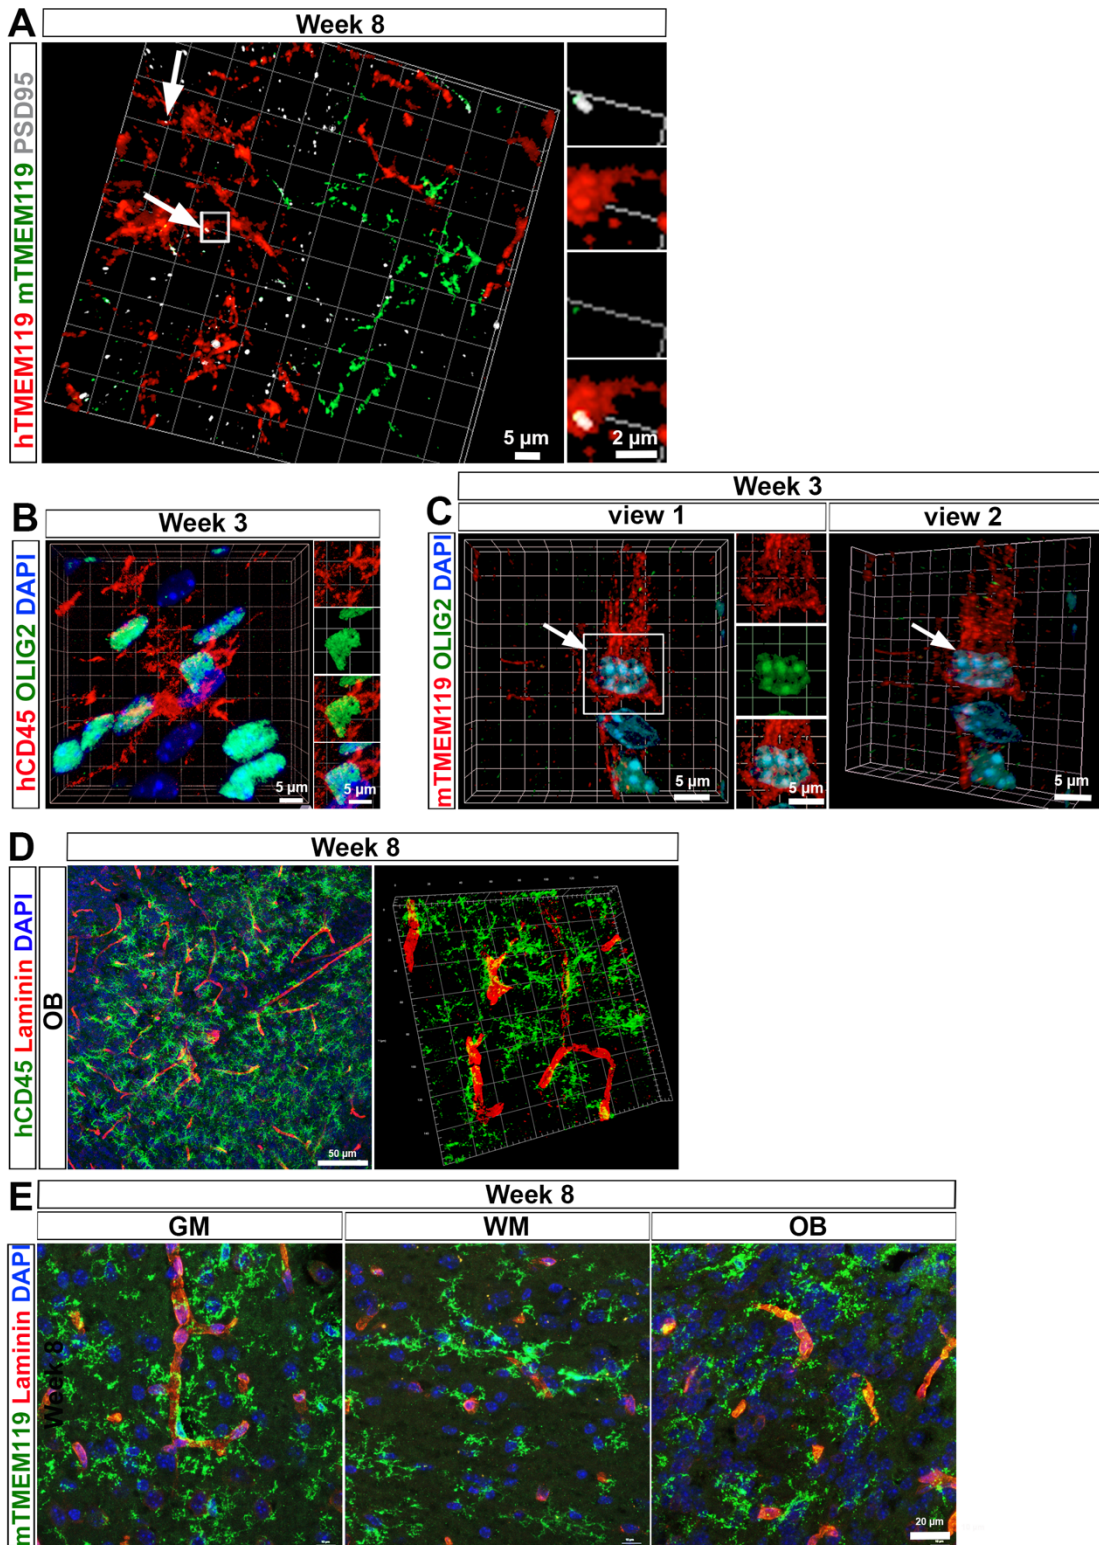 A
Week 8
hTMEM119 mTMEM119 PSD95
5 µm
2 µm
B
Week 3
hCD45 OLIG2 DAPI
5 µm
5 µm
C
Week 3
view 1
view 2
mTMEM119 OLIG2 DAPI
5 µm
5 µm
5 µm
D
Week 8
hCD45 Laminin DAPI
OB
50 µm
E
Week 8
GM
WM
OB
mTMEM119 Laminin DAPI
Week 8
20 µm